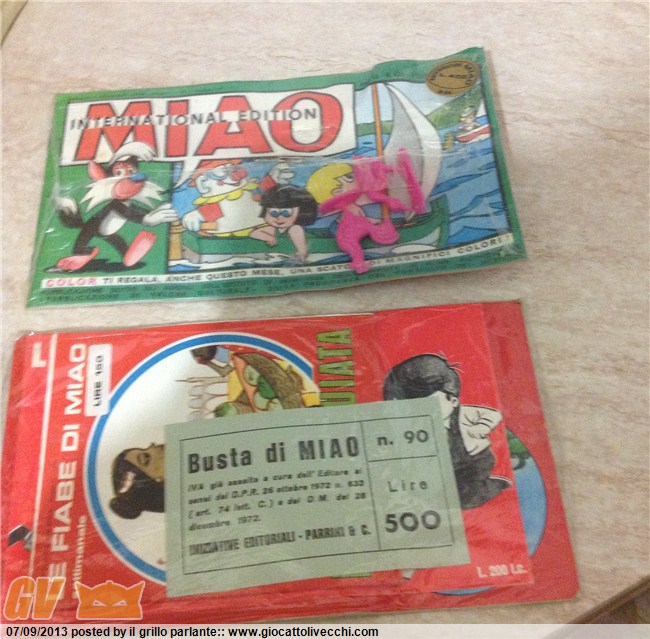 MIAO
INTERNATIONAL EDITION
COLOR TI REGALA, ANCHE QUESTO MESE, UNA SCATOLA DI MAGNIFICI COLORI!
LE FIABE DI MIAO
settimanale
LIRE 150
Busta di MIAO
n. 90
IVA già assolta a cura dell' Editore ai
sensi del D.P.R. 26 ottobre 1972 n. 633
(art. 74 lett. C.) e del D. M. del 28
dicembre 1972.
INIZIATIVE EDITORIALI - PARRINI & C.
Lire
500
L. 200 I.c.
GV
07/09/2013 posted by il grillo parlante:: www.giocattolivecchi.com